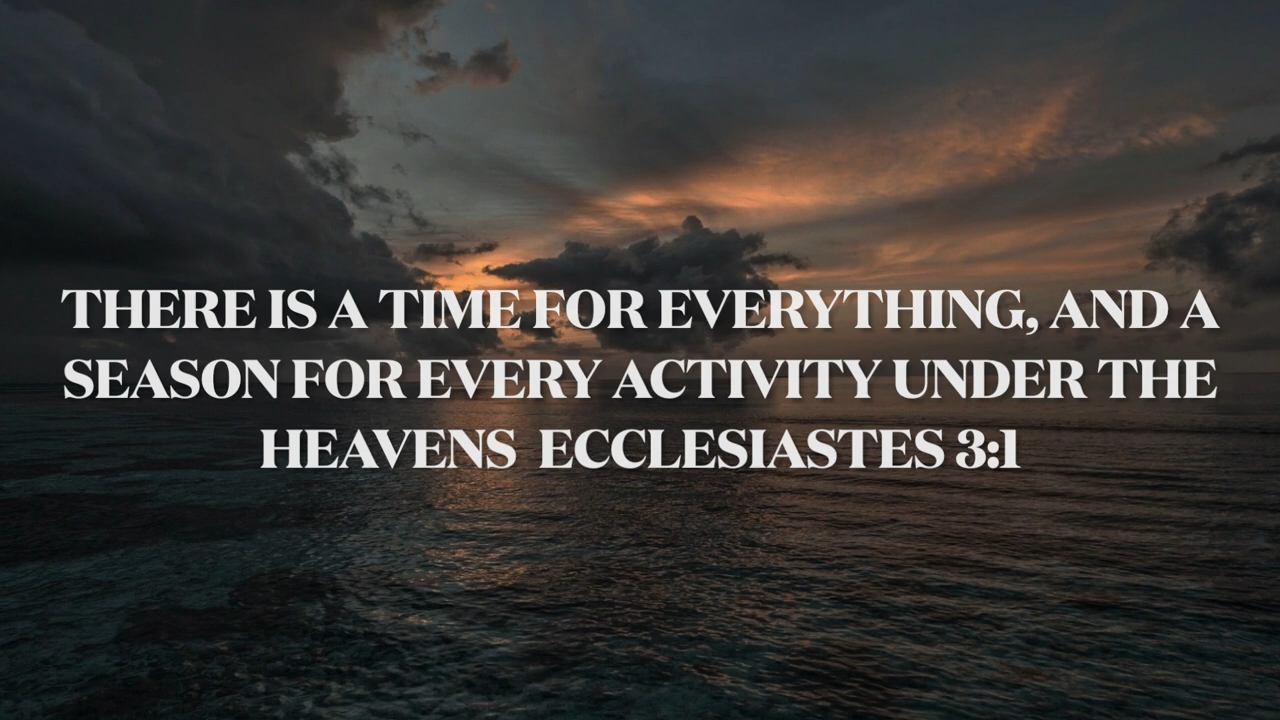 THERE IS A TIME FOR EVERYTHING, AND A
SEASON FOR EVERY ACTIVITY UNDER THE
HEAVENS  ECCLESIASTES 3:1